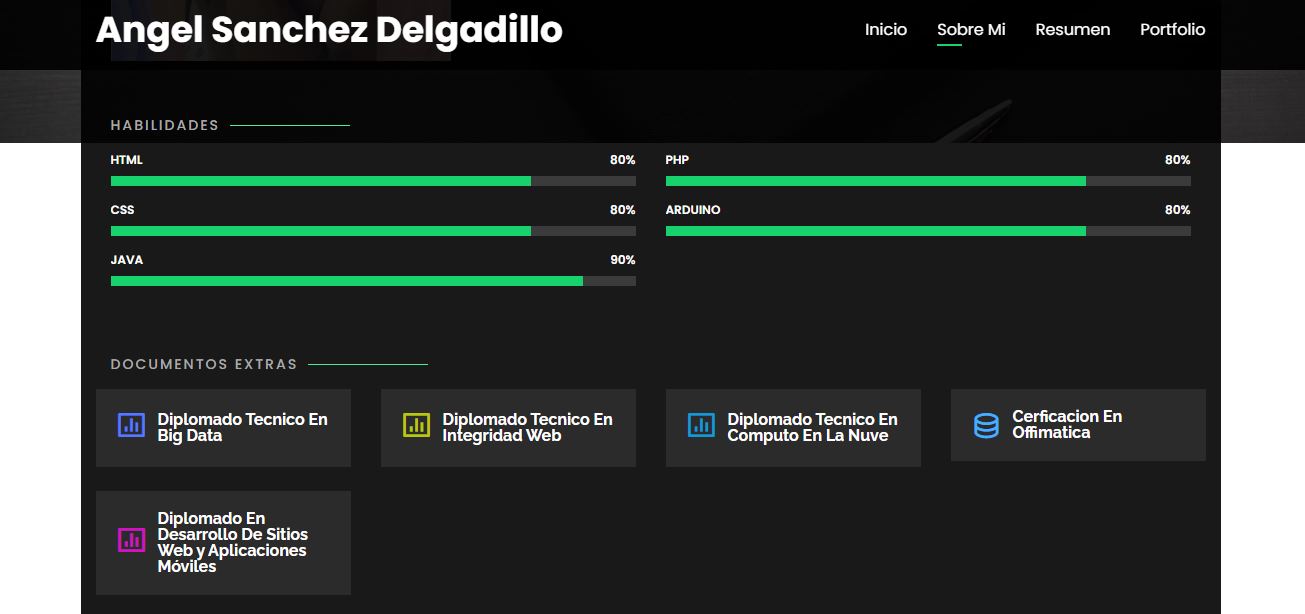 Angel Sanchez Delgadillo
Inicio Sobre Mi Resumen Portfolio
HABILIDADES
HTML 80%
PHP 80%
CSS 80%
ARDUINO 80%
JAVA 90%
DOCUMENTOS EXTRAS
Diplomado Tecnico En
Big Data
Diplomado Tecnico En
Integridad Web
Diplomado Tecnico En
Computo En La Nuve
Cerficacion En
Offimatica
Diplomado En
Desarrollo De Sitios
Web y Aplicaciones
Móviles